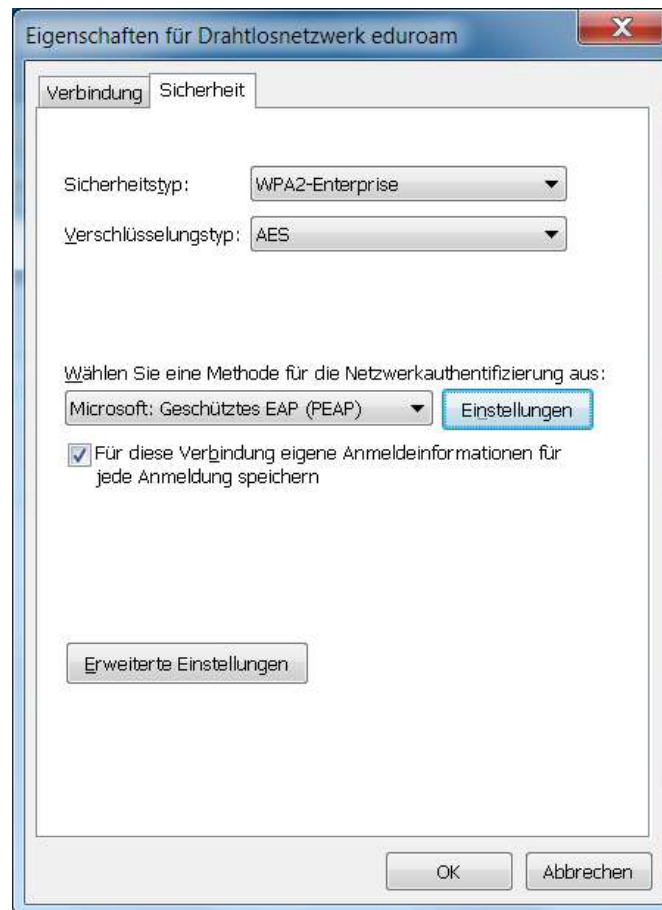 Eigenschaften für Drahtlosnetzwerk eduroam
Verbindung Sicherheit
Sicherheitstyp: WPA2-Enterprise
Verschlüsselungstyp: AES
Wählen Sie eine Methode für die Netzwerkauthentifizierung aus:
Microsoft: Geschütztes EAP (PEAP) Einstellungen
Für diese Verbindung eigene Anmeldeinformationen für
jede Anmeldung speichern
Erweiterte Einstellungen
OK Abbrechen